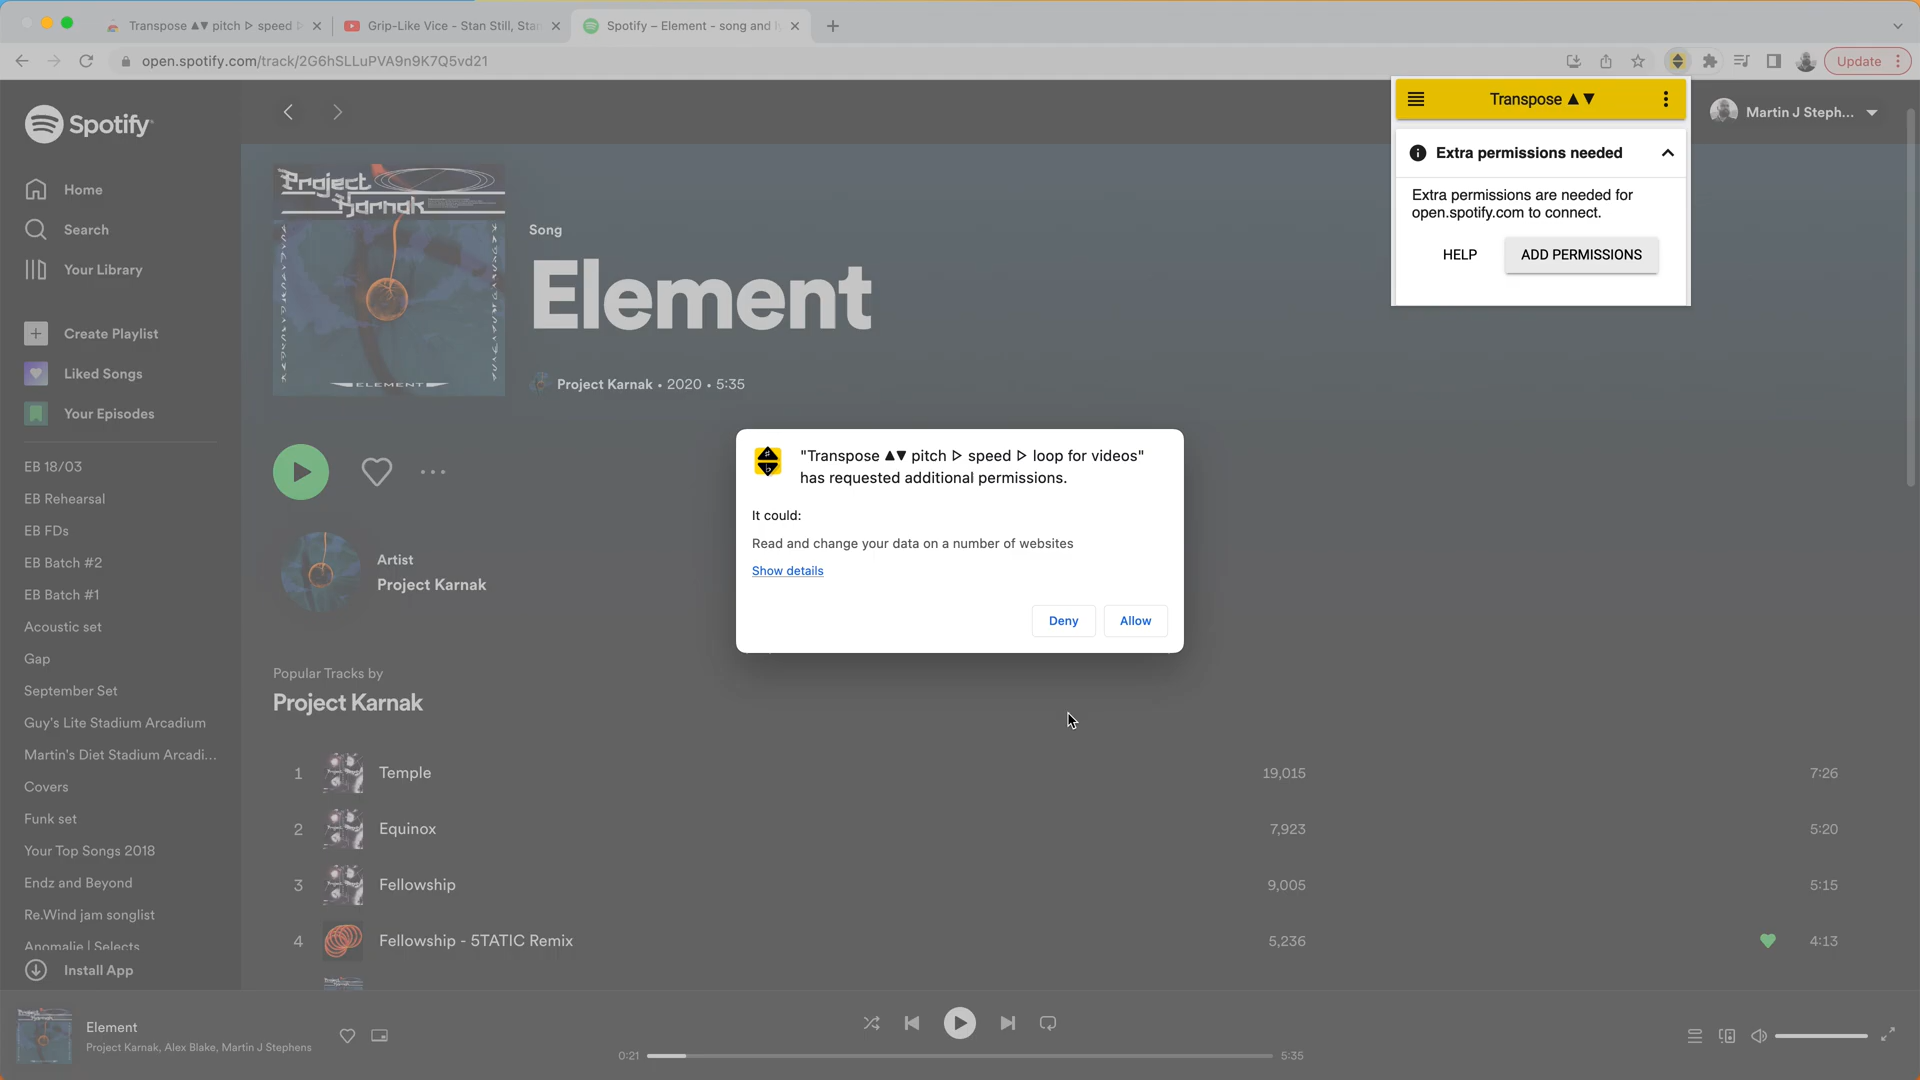 Transpose ▲▼ pitch ᐅ speed ᐅ
Grip-Like Vice - Stan Still, Stan
Spotify – Element - song and l
open.spotify.com/track/2G6hSLLuPVA9n9K7Q5vd21
Update
Transpose ▲▼
Extra permissions needed
Extra permissions are needed for
open.spotify.com to connect.
HELP
ADD PERMISSIONS
Martin J Steph...
Spotify
Home
Search
Your Library
Create Playlist
Liked Songs
Your Episodes
EB 18/03
EB Rehearsal
EB FDs
EB Batch #2
EB Batch #1
Acoustic set
Gap
September Set
Guy's Lite Stadium Arcadium
Martin's Diet Stadium Arcadi...
Covers
Funk set
Your Top Songs 2018
Endz and Beyond
Re.Wind jam songlist
Anomalie | Selects
Install App
Project
Karnak
ELEMENT
Song
Element
Project Karnak • 2020 • 5:35
Artist
Project Karnak
"Transpose ▲▼ pitch ᐅ speed ᐅ loop for videos"
has requested additional permissions.
It could:
Read and change your data on a number of websites
Show details
Deny
Allow
Popular Tracks by
Project Karnak
1 Temple 19,015 7:26
2 Equinox 7,923 5:20
3 Fellowship 9,005 5:15
4 Fellowship - 5TATIC Remix 5,236 4:13
Element
Project Karnak, Alex Blake, Martin J Stephens
0:21
5:35